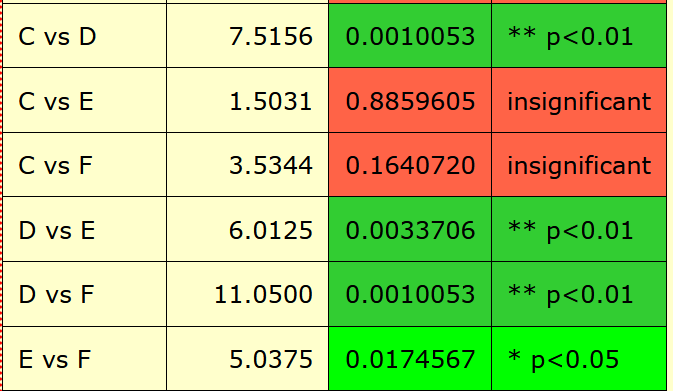 C vs D 7.5156 0.0010053 ** p<0.01
C vs E 1.5031 0.8859605 insignificant
C vs F 3.5344 0.1640720 insignificant
D vs E 6.0125 0.0033706 ** p<0.01
D vs F 11.0500 0.0010053 ** p<0.01
E vs F 5.0375 0.0174567 * p<0.05